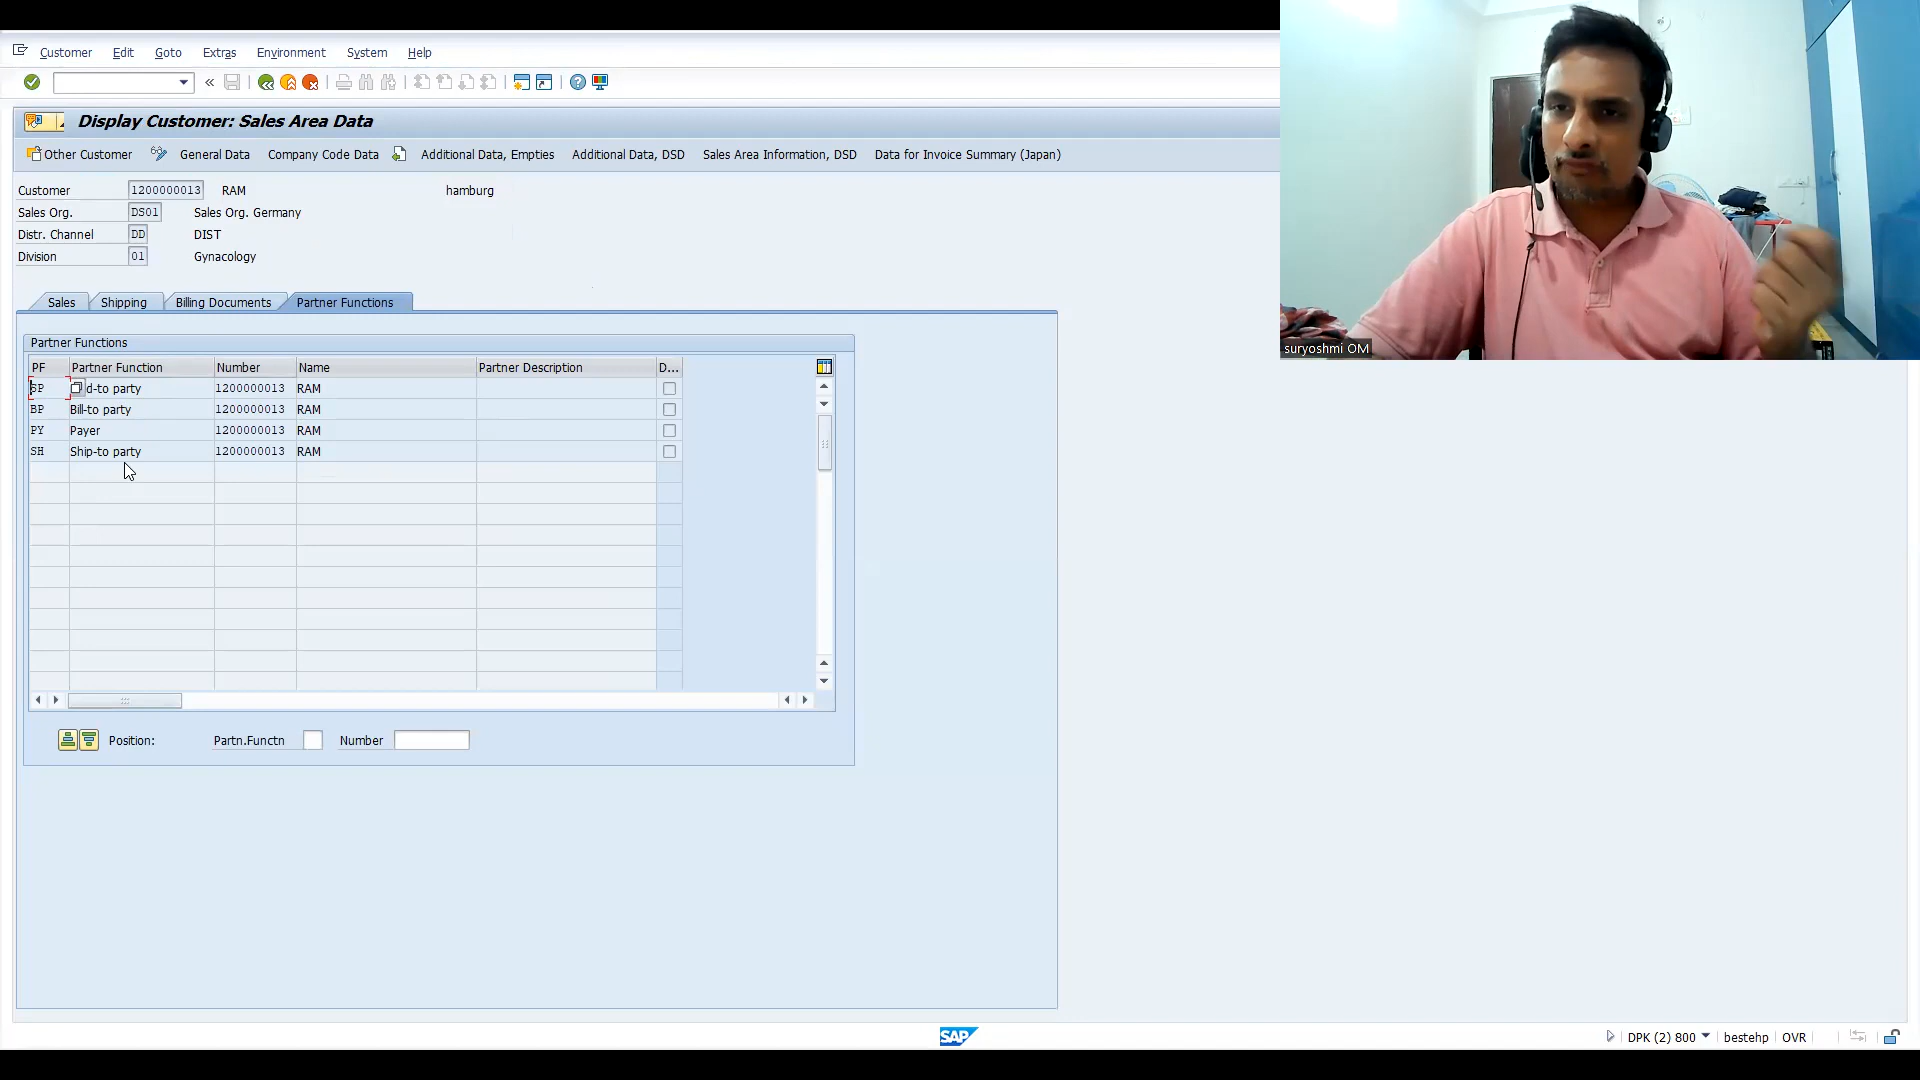 Customer Edit Goto Extras Environment System Help
Display Customer: Sales Area Data
Other Customer General Data Company Code Data Additional Data, Empties Additional Data, DSD Sales Area Information, DSD Data for Invoice Summary (Japan)
Customer 1200000013 RAM hamburg
Sales Org. DS01 Sales Org. Germany
Distr. Channel DD DIST
Division 01 Gynacology
Sales Shipping Billing Documents Partner Functions
Partner Functions
PF Partner Function Number Name Partner Description D...
SP d-to party 1200000013 RAM
BP Bill-to party 1200000013 RAM
PY Payer 1200000013 RAM
SH Ship-to party 1200000013 RAM
Position: Partn.Functn Number
suryoshmi OM
SAP
DPK (2) 800 bestehp OVR